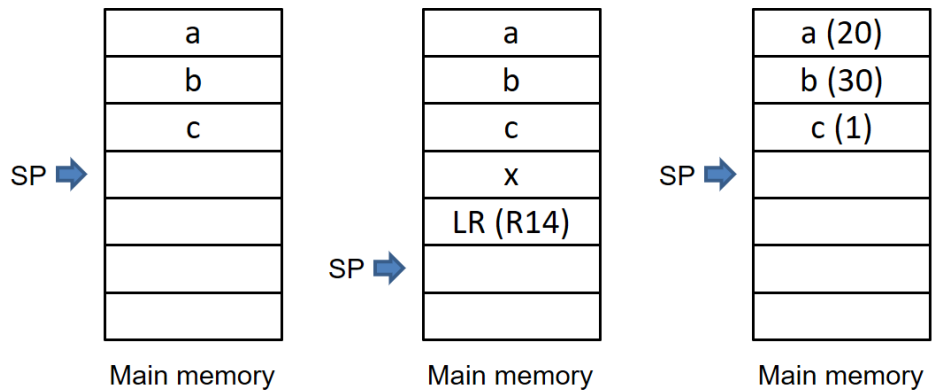 a
b
c
SP
Main memory
a
b
c
x
LR (R14)
SP
Main memory
a (20)
b (30)
c (1)
SP
Main memory